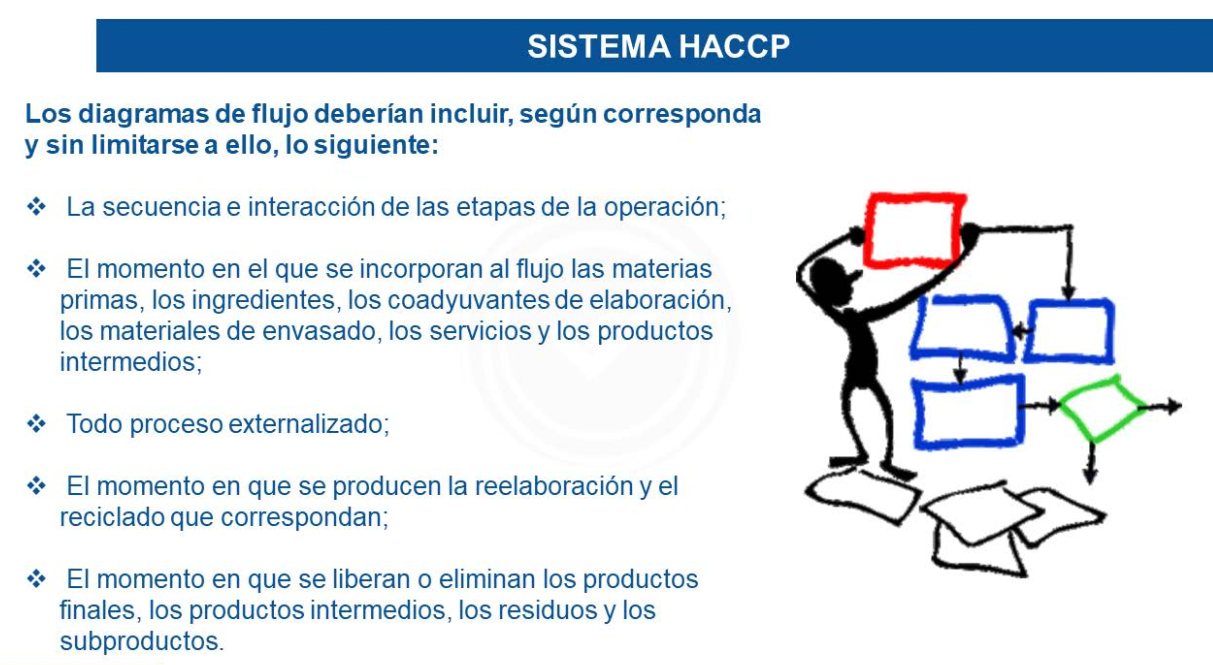 SISTEMA HACCP
Los diagramas de flujo deberían incluir, según corresponda
y sin limitarse a ello, lo siguiente:
❖ La secuencia e interacción de las etapas de la operación;
❖ El momento en el que se incorporan al flujo las materias
primas, los ingredientes, los coadyuvantes de elaboración,
los materiales de envasado, los servicios y los productos
intermedios;
❖ Todo proceso externalizado;
❖ El momento en que se producen la reelaboración y el
reciclado que correspondan;
❖ El momento en que se liberan o eliminan los productos
finales, los productos intermedios, los residuos y los
subproductos.